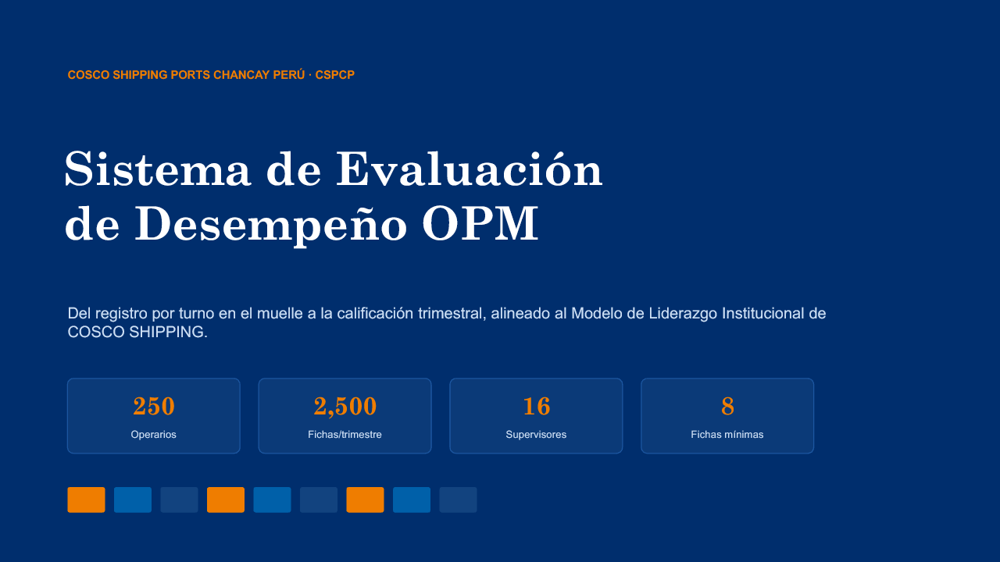 COSCO SHIPPING PORTS CHANCAY PERÚ · CSPCP
Sistema de Evaluación
de Desempeño OPM
Del registro por turno en el muelle a la calificación trimestral, alineado al Modelo de Liderazgo Institucional de
COSCO SHIPPING.
250
Operarios
2,500
Fichas/trimestre
16
Supervisores
8
Fichas mínimas